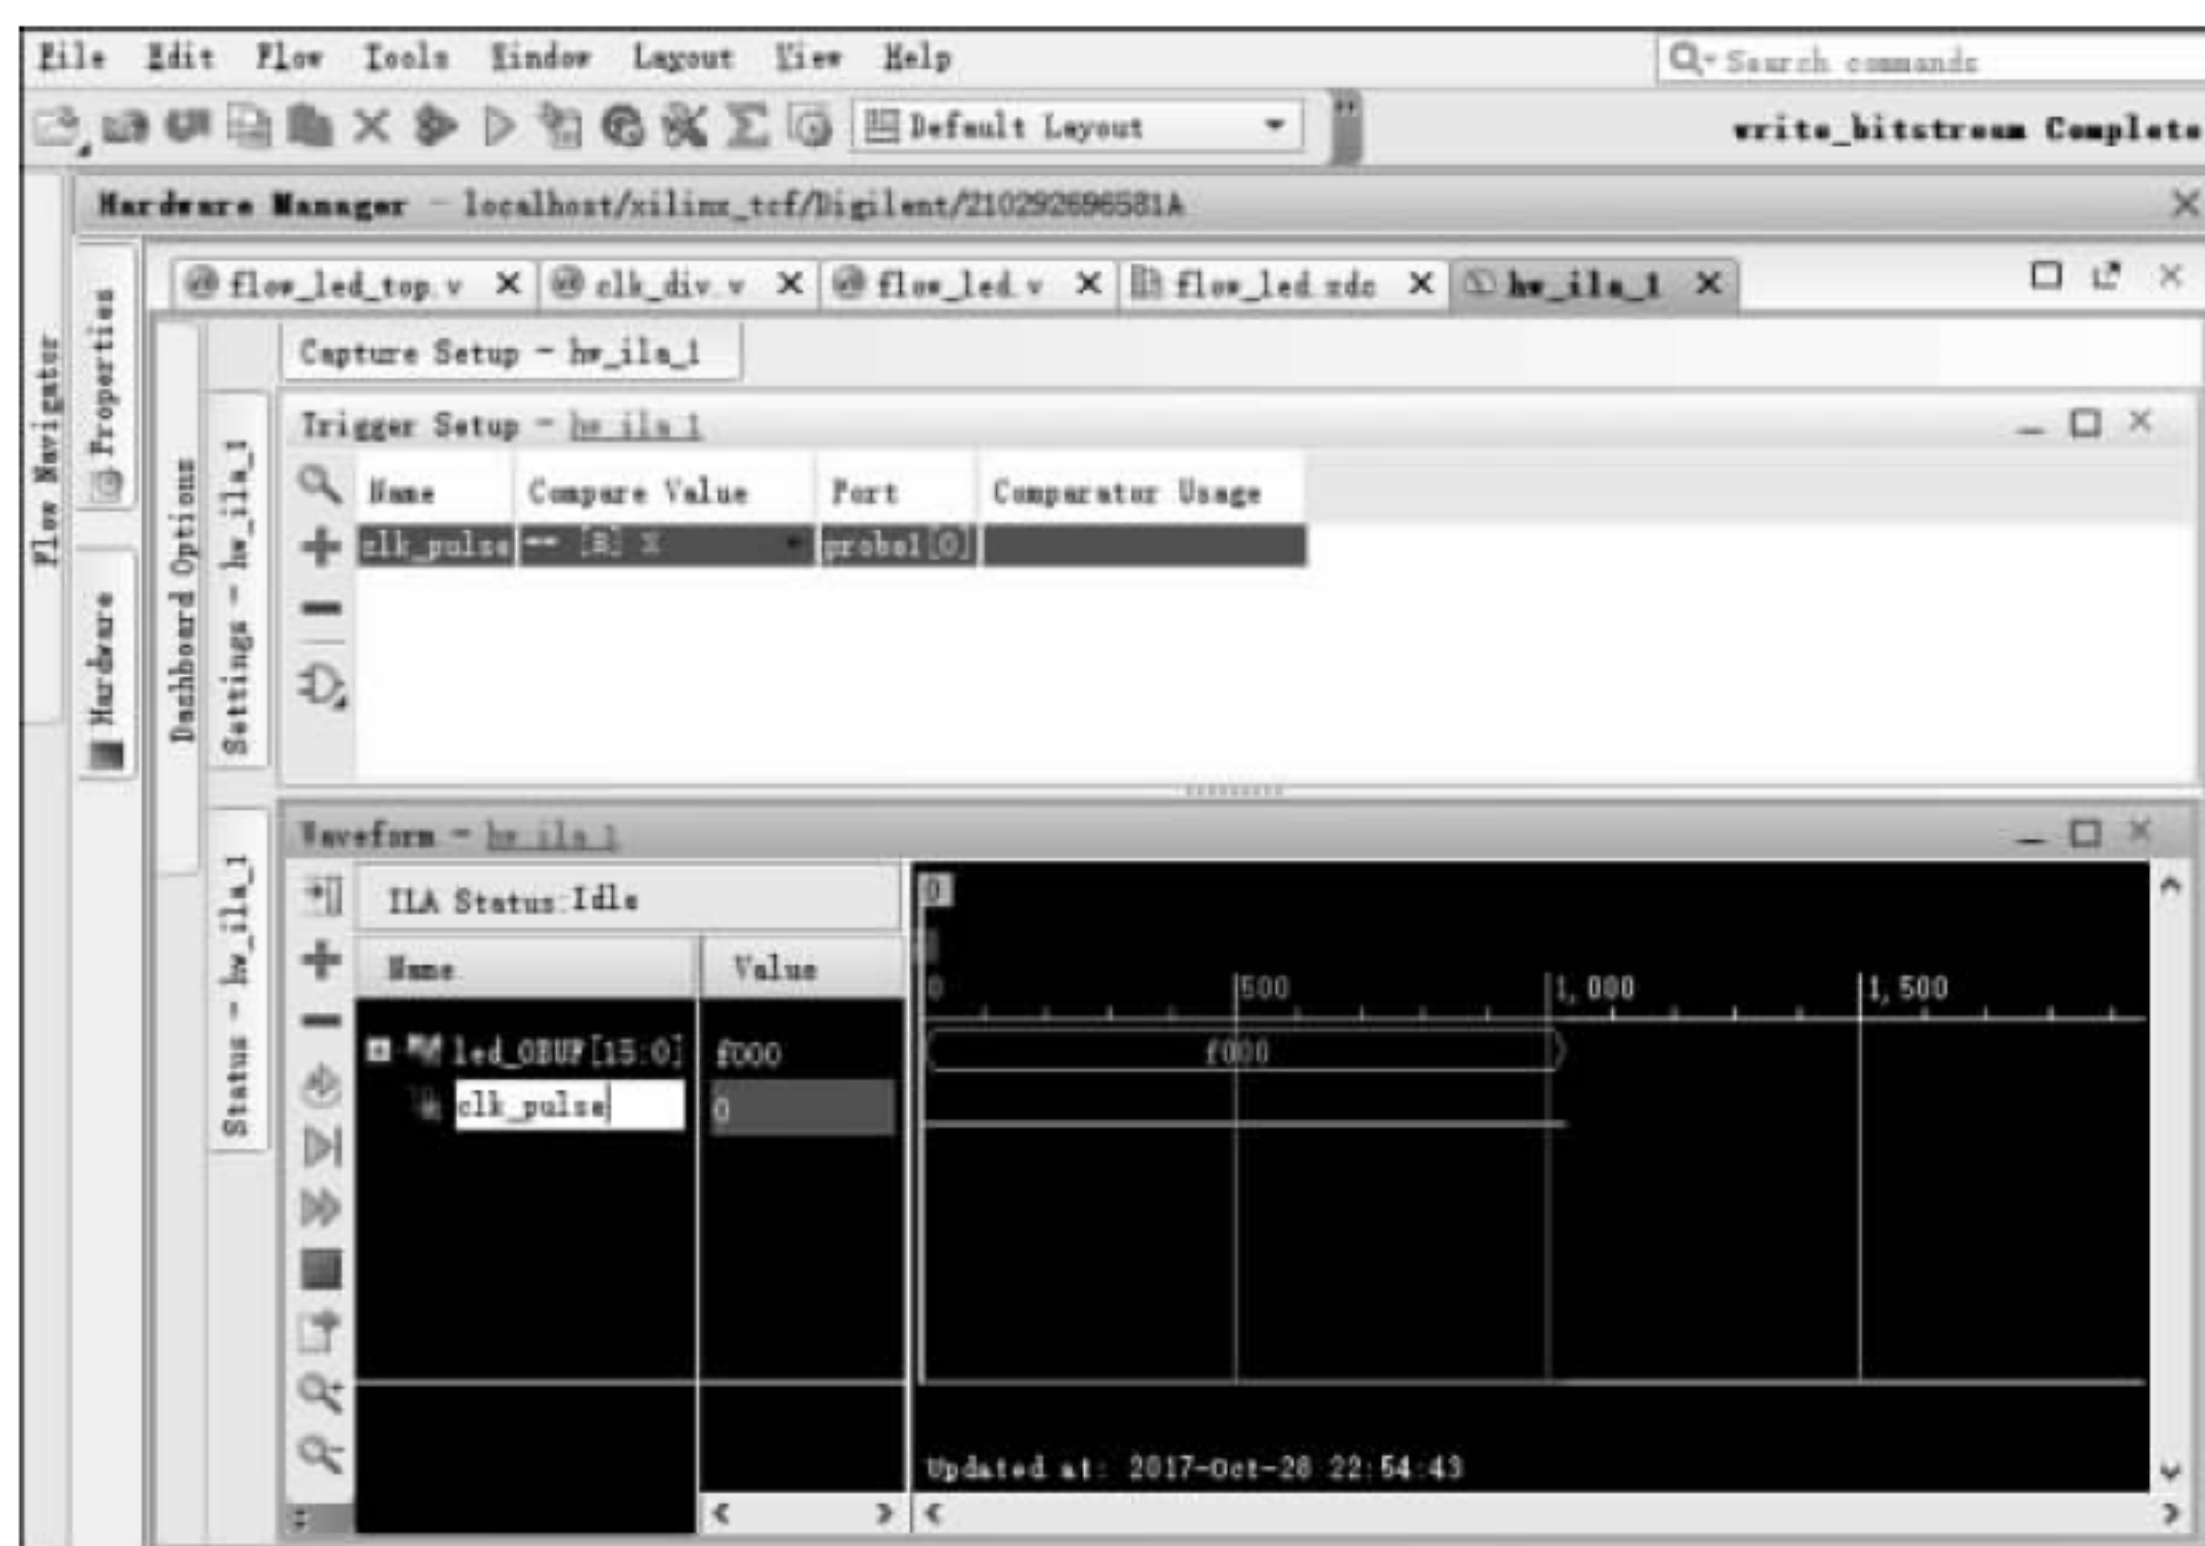 File Edit Flow Tools Window Layout View Help
Search commands
Default Layout
write_bitstream Complete
Hardware Manager - localhost/xilinx_tcf/Digilent/210292696581A
flow_led_top.v
clk_div.v
flow_led.v
flow_led.xdc
hw_ila_1
Flow Navigator
Properties
Hardware
Dashboard Options
Settings - hw_ila_1
Status - hw_ila_1
Capture Setup - hw_ila_1
Trigger Setup - hw_ila_1
Name Compare Value Port Comparator Usage
clk_pulse == [B] X probe1[0]
Waveform - hw_ila_1
ILA Status:Idle
Name Value
led_OBUF[15:0] f000
clk_pulse 0
0
0 500 1,000 1,500
f000
Updated at: 2017-Oct-28 22:54:43